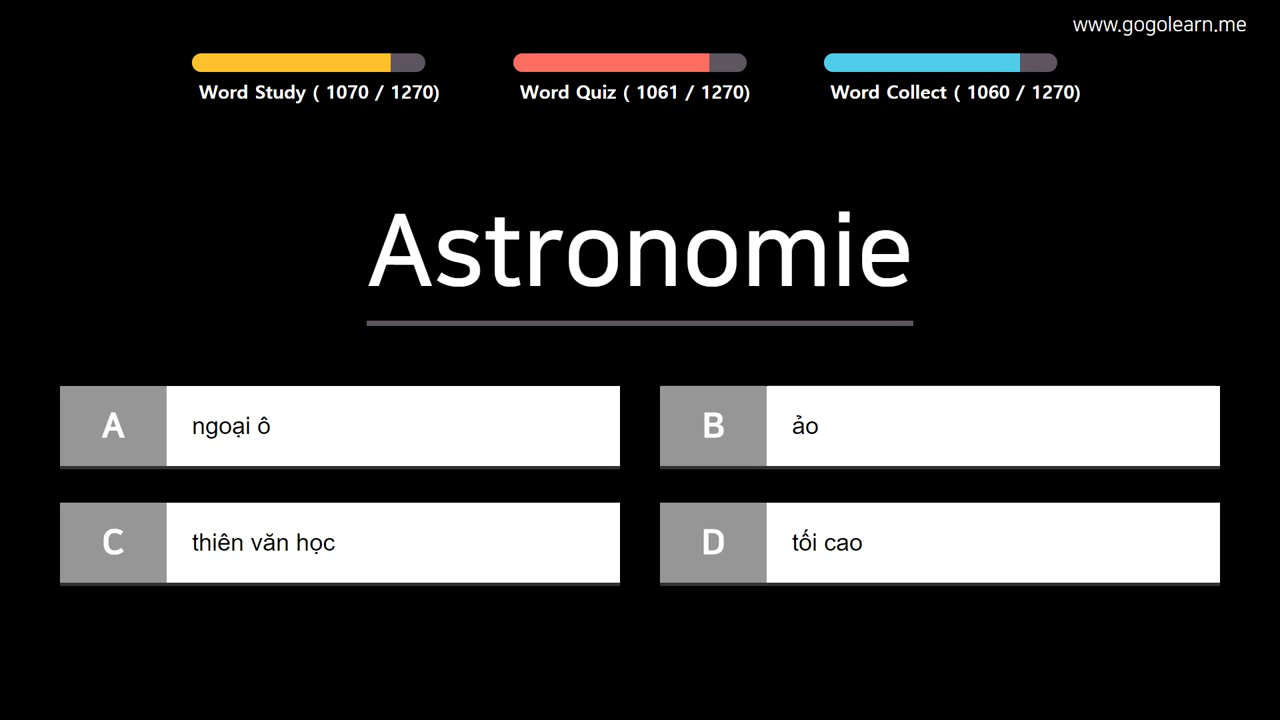 www.gogolearn.me
Word Study ( 1070 / 1270)
Word Quiz ( 1061 / 1270)
Word Collect ( 1060 / 1270)
Astronomie
A
ngoại ô
B
ảo
C
thiên văn học
D
tối cao